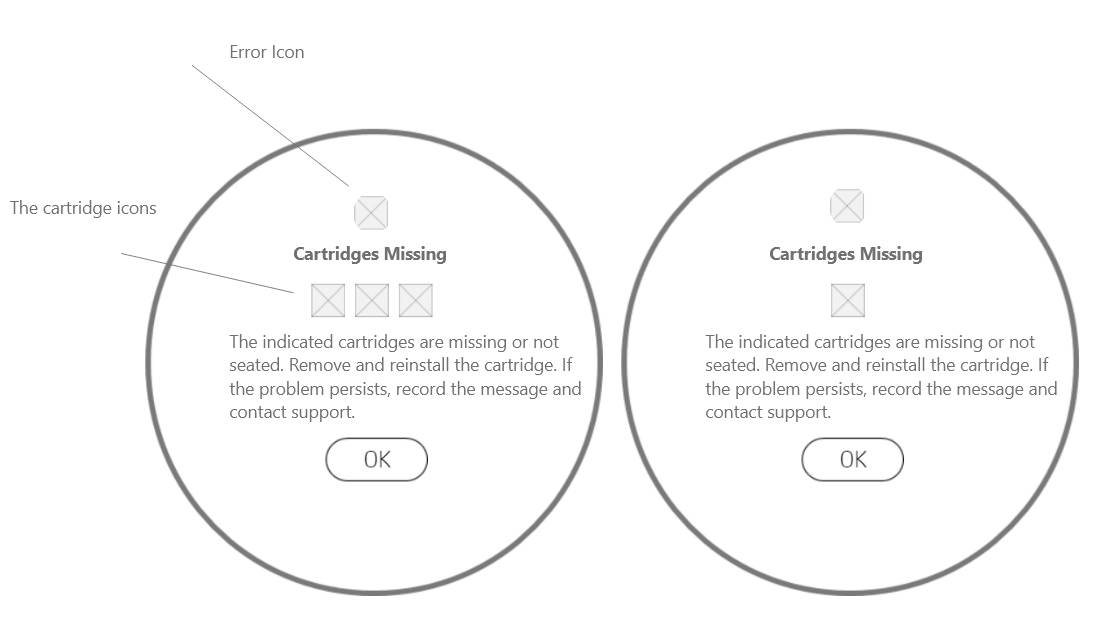 Error Icon
The cartridge icons
Cartridges Missing
The indicated cartridges are missing or not
seated. Remove and reinstall the cartridge. If
the problem persists, record the message and
contact support.
OK
Cartridges Missing
The indicated cartridges are missing or not
seated. Remove and reinstall the cartridge. If
the problem persists, record the message and
contact support.
OK